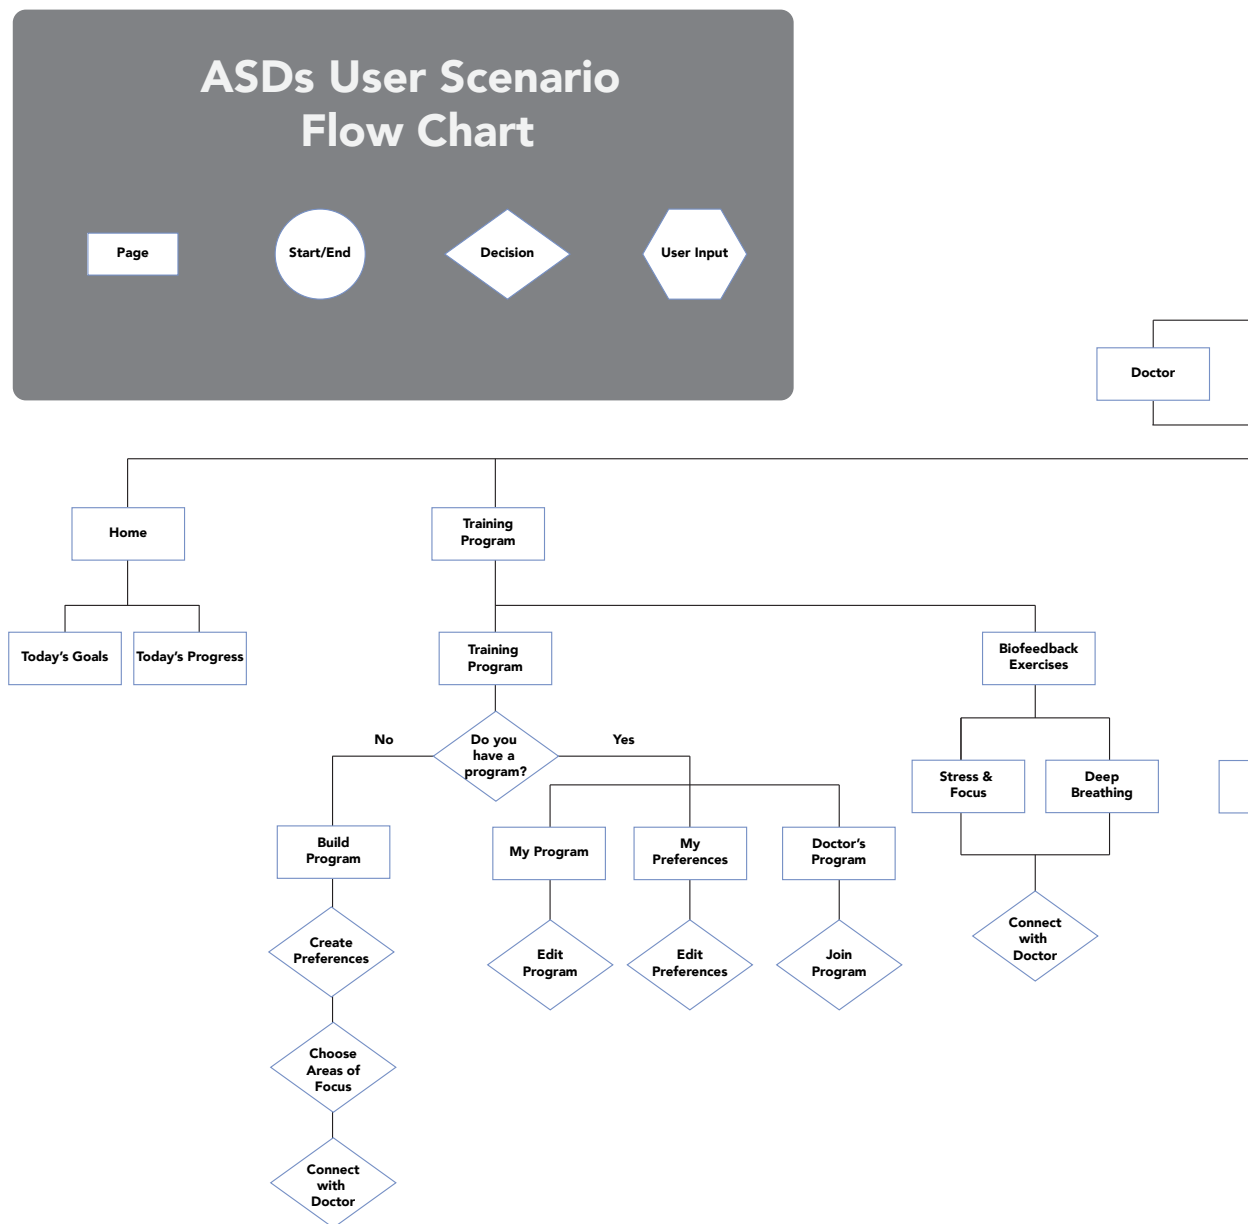 ASDs User Scenario
Flow Chart
Page
Start/End
Decision
User Input
Doctor
Home
Training
Program
Today's Goals
Today's Progress
Training
Program
Biofeedback
Exercises
No
Do you
have a
program?
Yes
Stress &
Focus
Deep
Breathing
Build
Program
My Program
My
Preferences
Doctor's
Program
Create
Preferences
Edit
Program
Edit
Preferences
Join
Program
Connect
with
Doctor
Choose
Areas of
Focus
Connect
with
Doctor